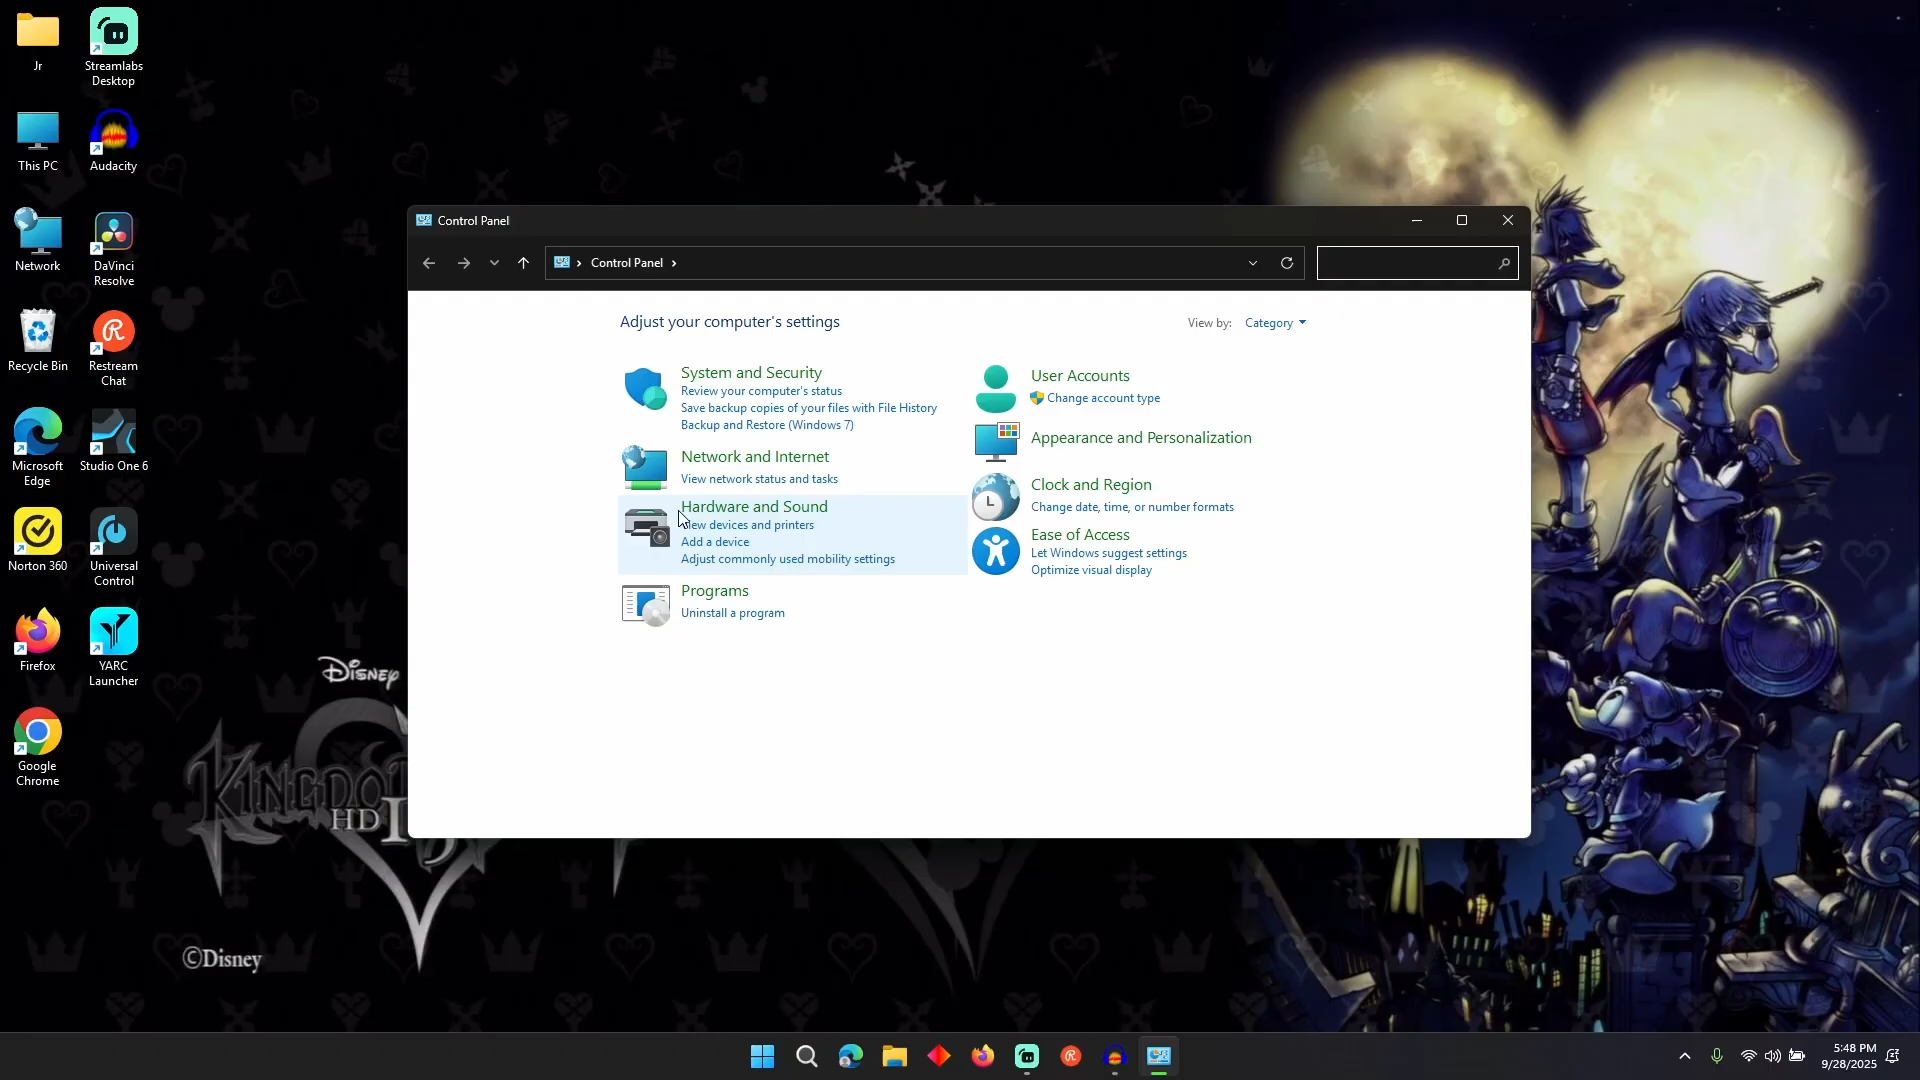 Jr
Streamlabs
Desktop
This PC
Audacity
Network
DaVinci
Resolve
Recycle Bin
Restream
Chat
Microsoft
Edge
Studio One 6
Norton 360
Universal
Control
Firefox
YARC
Launcher
Google
Chrome
Control Panel
Control Panel
Adjust your computer's settings
View by: Category
System and Security
Review your computer's status
Save backup copies of your files with File History
Backup and Restore (Windows 7)
Network and Internet
View network status and tasks
Hardware and Sound
View devices and printers
Add a device
Adjust commonly used mobility settings
Programs
Uninstall a program
User Accounts
Change account type
Appearance and Personalization
Clock and Region
Change date, time, or number formats
Ease of Access
Let Windows suggest settings
Optimize visual display
Disney
HD
©Disney
5:48 PM
9/28/2025